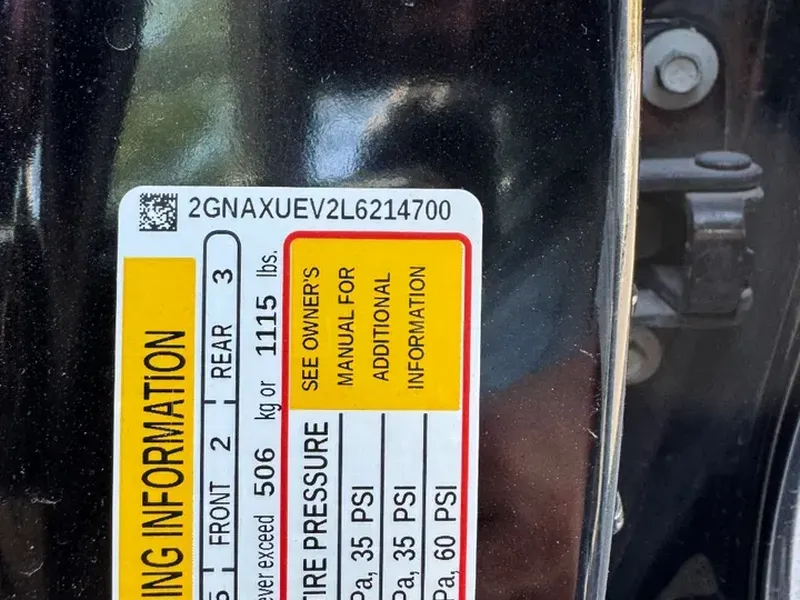 2GNAXUEV2L6214700
ING INFORMATION
FRONT 2 REAR 3
ever exceed 506 kg or 1115 lbs.
IRE PRESSURE
SEE OWNER'S
MANUAL FOR
ADDITIONAL
INFORMATION
Pa, 35 PSI
Pa, 35 PSI
Pa, 60 PSI